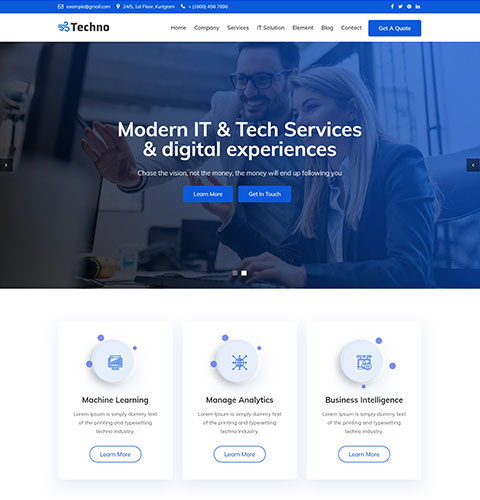 example@gmail.com 24/5, 1st Floor, Kurigram + (1800) 456 7890
Techno
Home Company Services IT Solution Element Blog Contact Get A Quote
Modern IT & Tech Services
& digital experiences
Chase the vision, not the money, the money will end up following you
Learn More Get In Touch
Machine Learning
Lorem Ipsum is simply dummy text
of the printing and typesetting
techno industry.
Learn More
Manage Analytics
Lorem Ipsum is simply dummy text
of the printing and typesetting
techno industry.
Learn More
Business Intelligence
Lorem Ipsum is simply dummy text
of the printing and typesetting
techno industry.
Learn More